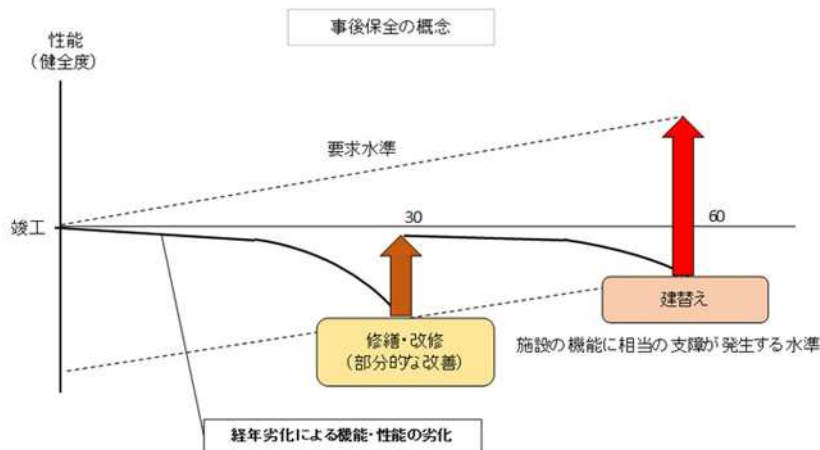 事後保全の概念
性能
（健全度）
要求水準
竣工
30
60
建替え
修繕・改修
（部分的な改善）
施設の機能に相当の支障が発生する水準
経年劣化による機能・性能の劣化